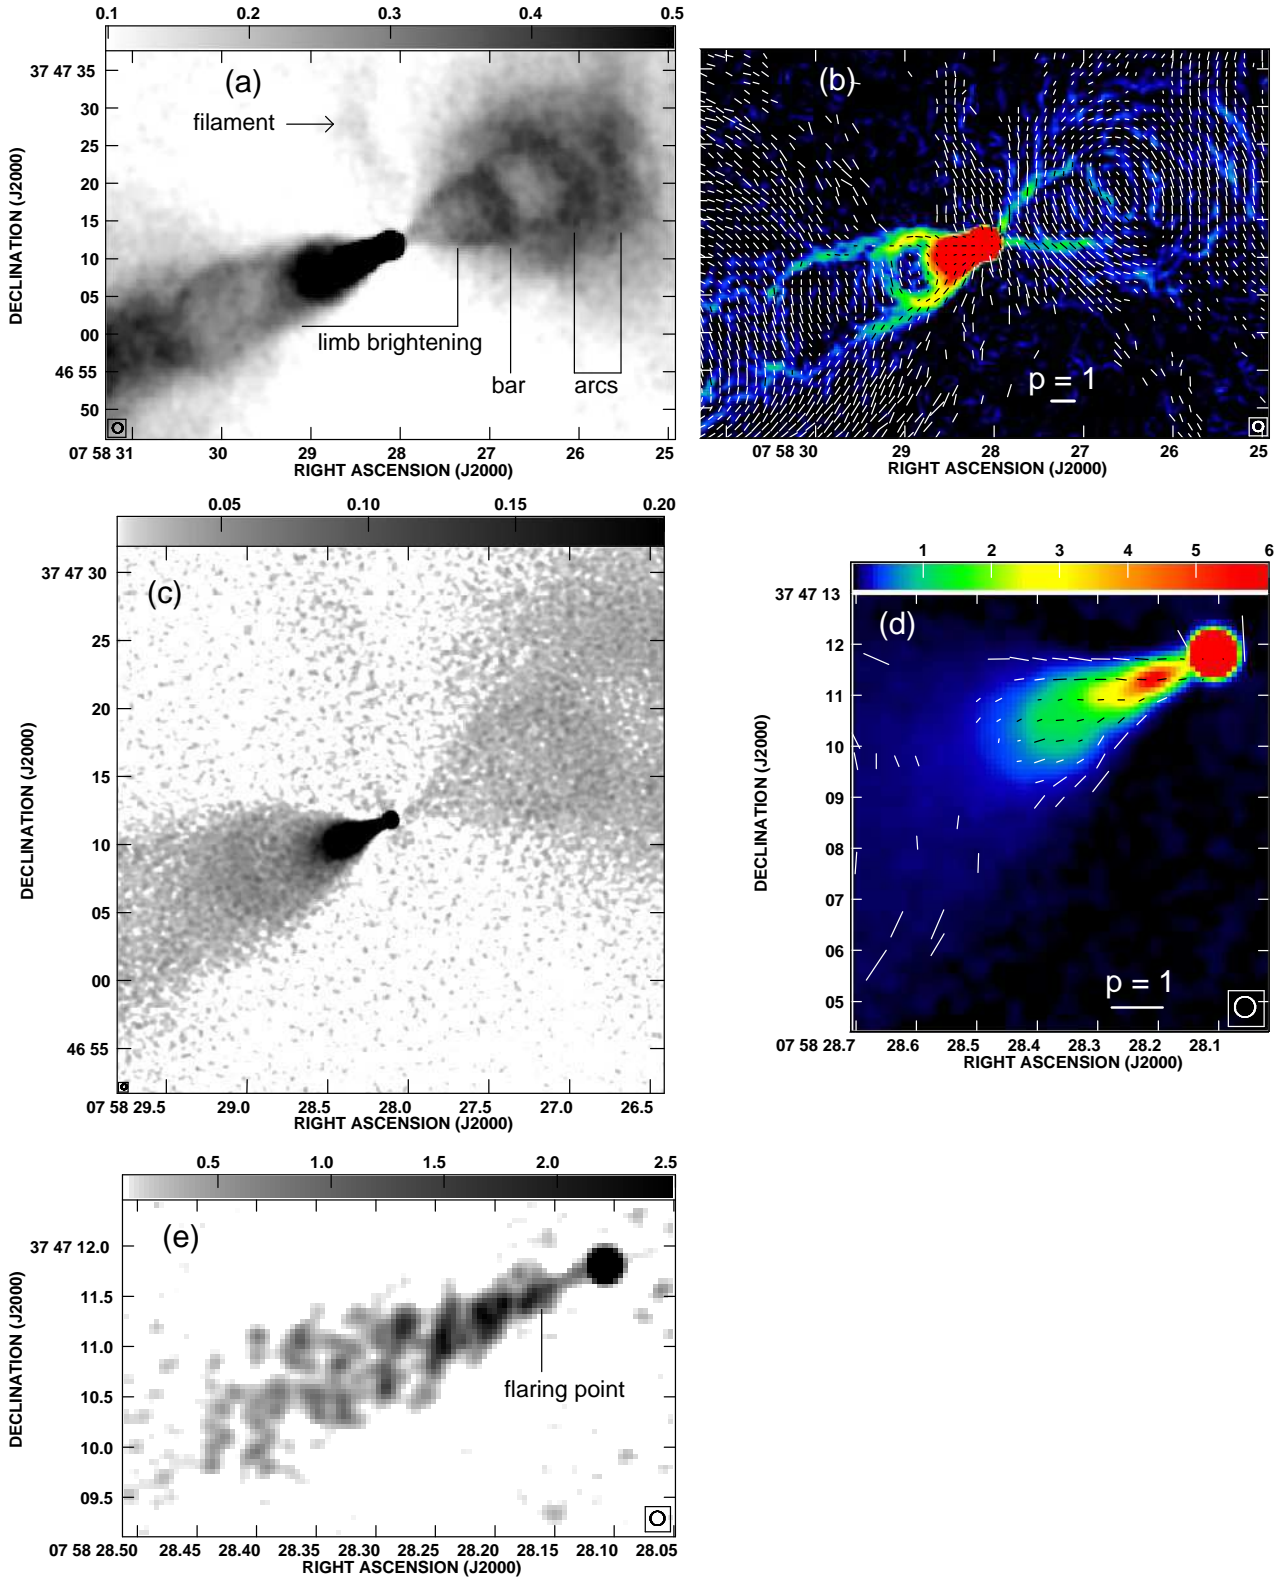 0.1 0.2 0.3 0.4 0.5
(a)
filament
limb brightening
bar
arcs
DECLINATION (J2000)
37 47 35
30
25
20
15
10
05
00
46 55
50
07 58 31 30 29 28 27 26 25
RIGHT ASCENSION (J2000)
(b)
p = 1
07 58 30 29 28 27 26 25
RIGHT ASCENSION (J2000)
0.05 0.10 0.15 0.20
(c)
DECLINATION (J2000)
37 47 30
25
20
15
10
05
00
46 55
07 58 29.5 29.0 28.5 28.0 27.5 27.0 26.5
RIGHT ASCENSION (J2000)
1 2 3 4 5 6
(d)
DECLINATION (J2000)
37 47 13
12
11
10
09
08
07
06
05
p = 1
07 58 28.7 28.6 28.5 28.4 28.3 28.2 28.1
RIGHT ASCENSION (J2000)
0.5 1.0 1.5 2.0 2.5
(e)
flaring point
DECLINATION (J2000)
37 47 12.0
11.5
11.0
10.5
10.0
09.5
07 58 28.50 28.45 28.40 28.35 28.30 28.25 28.20 28.15 28.10 28.05
RIGHT ASCENSION (J2000)